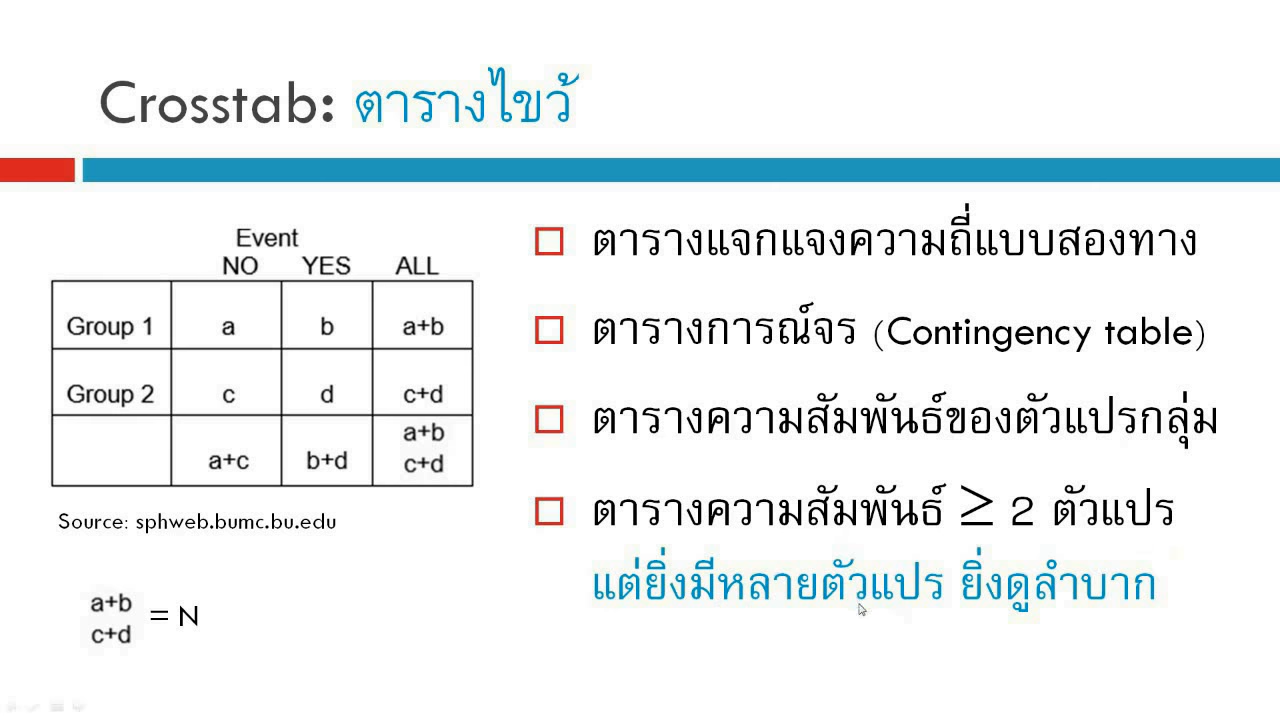 Crosstab: ตารางไขว้
Event
NO YES ALL
Group 1 a b a+b
Group 2 c d c+d
a+b
a+c b+d c+d
Source: sphweb.bumc.bu.edu
a+b
c+d = N
ตารางแจกแจงความถี่แบบสองทาง
ตารางการณ์จร (Contingency table)
ตารางความสัมพันธ์ของตัวแปรกลุ่ม
ตารางความสัมพันธ์ ≥ 2 ตัวแปร
แต่ยิ่งมีหลายตัวแปร ยิ่งดูลำบาก